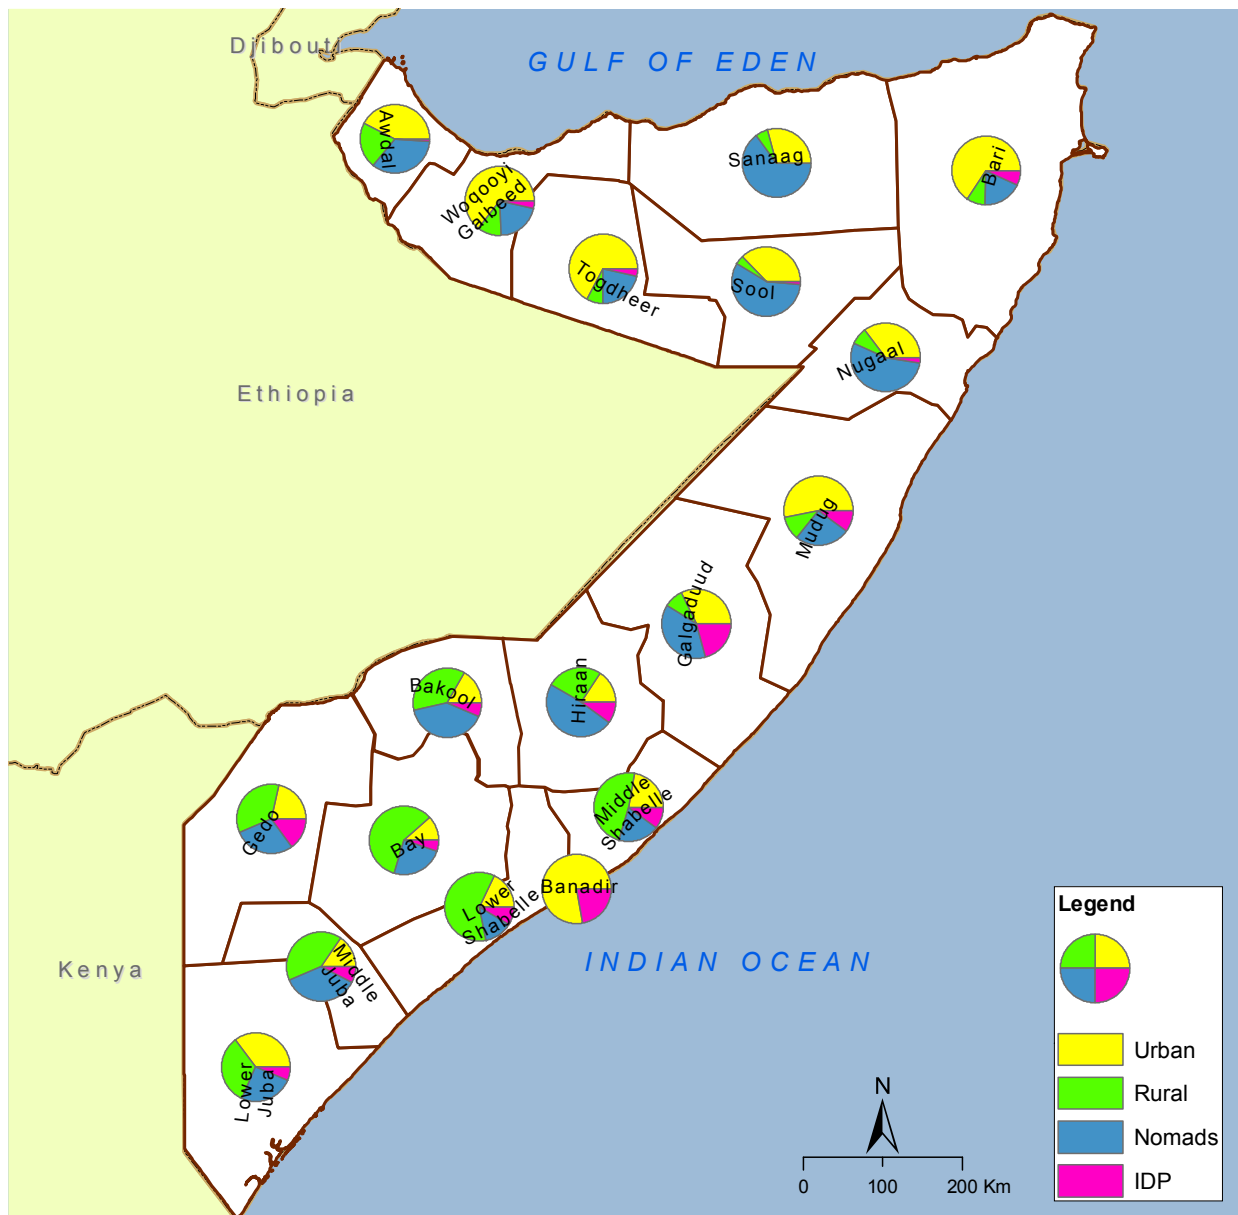 Djibouti
GULF OF EDEN
Awdal
Sanaag
Bari
Woqooyi
Galbeed
Togdheer
Sool
Nugaal
Ethiopia
Mudug
Galgaduud
Bakool
Hiraan
Gedo
Bay
Middle
Shabelle
Banadir
Lower
Shabelle
Kenya
Middle
Juba
INDIAN OCEAN
Lower
Juba
Legend
Urban
Rural
Nomads
IDP
N
0 100 200 Km